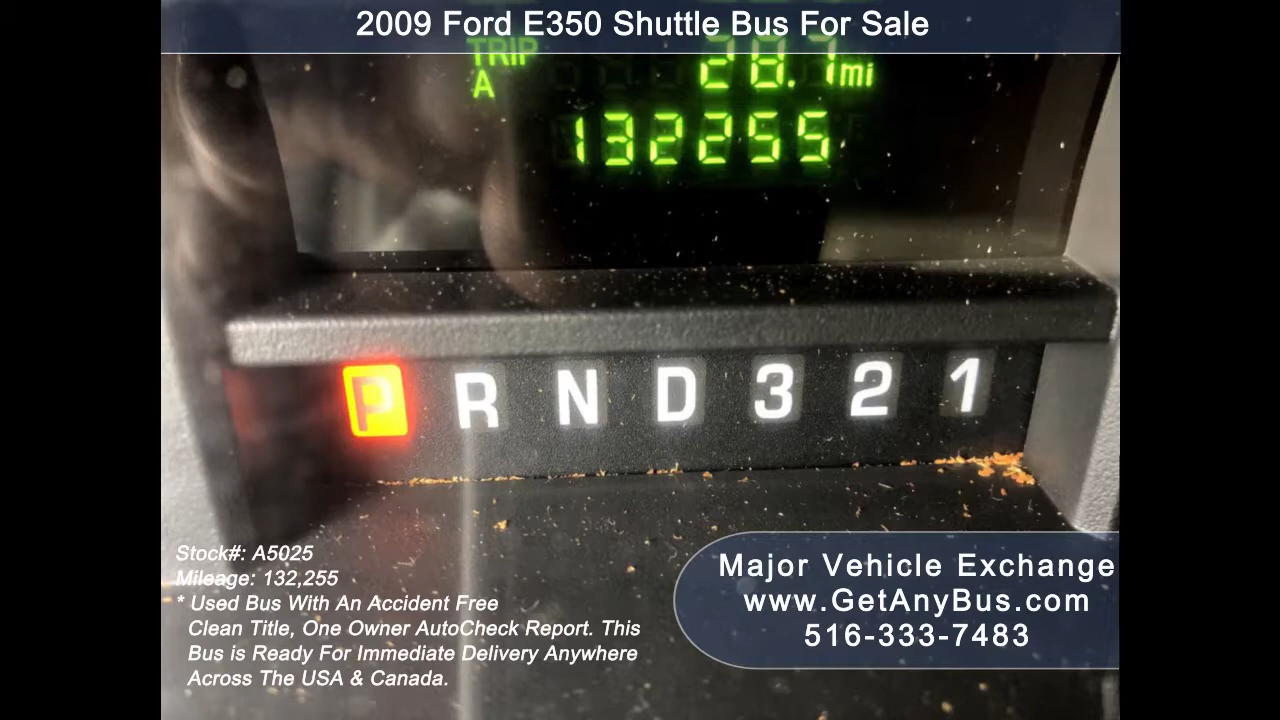 2009 Ford E350 Shuttle Bus For Sale
TRIP
A
28.7mi
132255
P R N D 3 2 1
Stock#: A5025
Mileage: 132,255
* Used Bus With An Accident Free
Clean Title, One Owner AutoCheck Report. This
Bus is Ready For Immediate Delivery Anywhere
Across The USA & Canada.
Major Vehicle Exchange
www.GetAnyBus.com
516-333-7483